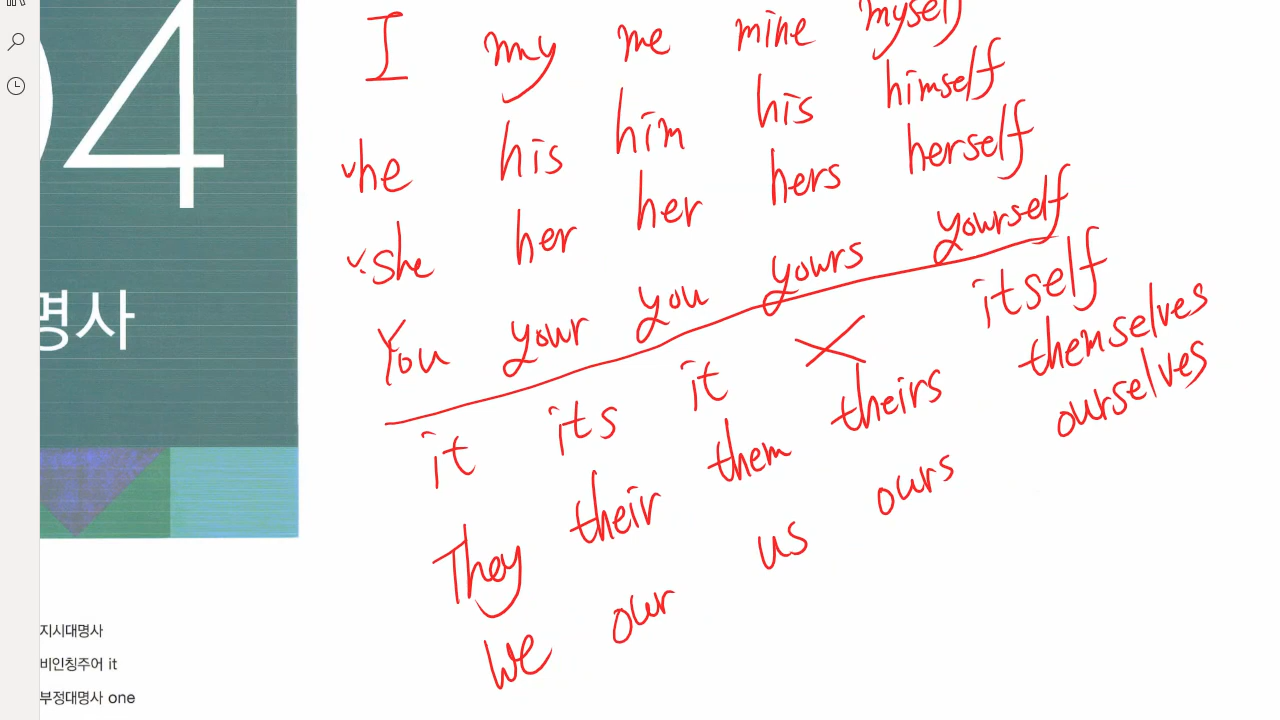 I my me mine myself
he his him his himself
she her her hers herself
You your you yours yourself
it its it × itself
They their them theirs themselves
we our us ours ourselves
04
명사
지시대명사
비인칭주어 it
부정대명사 one